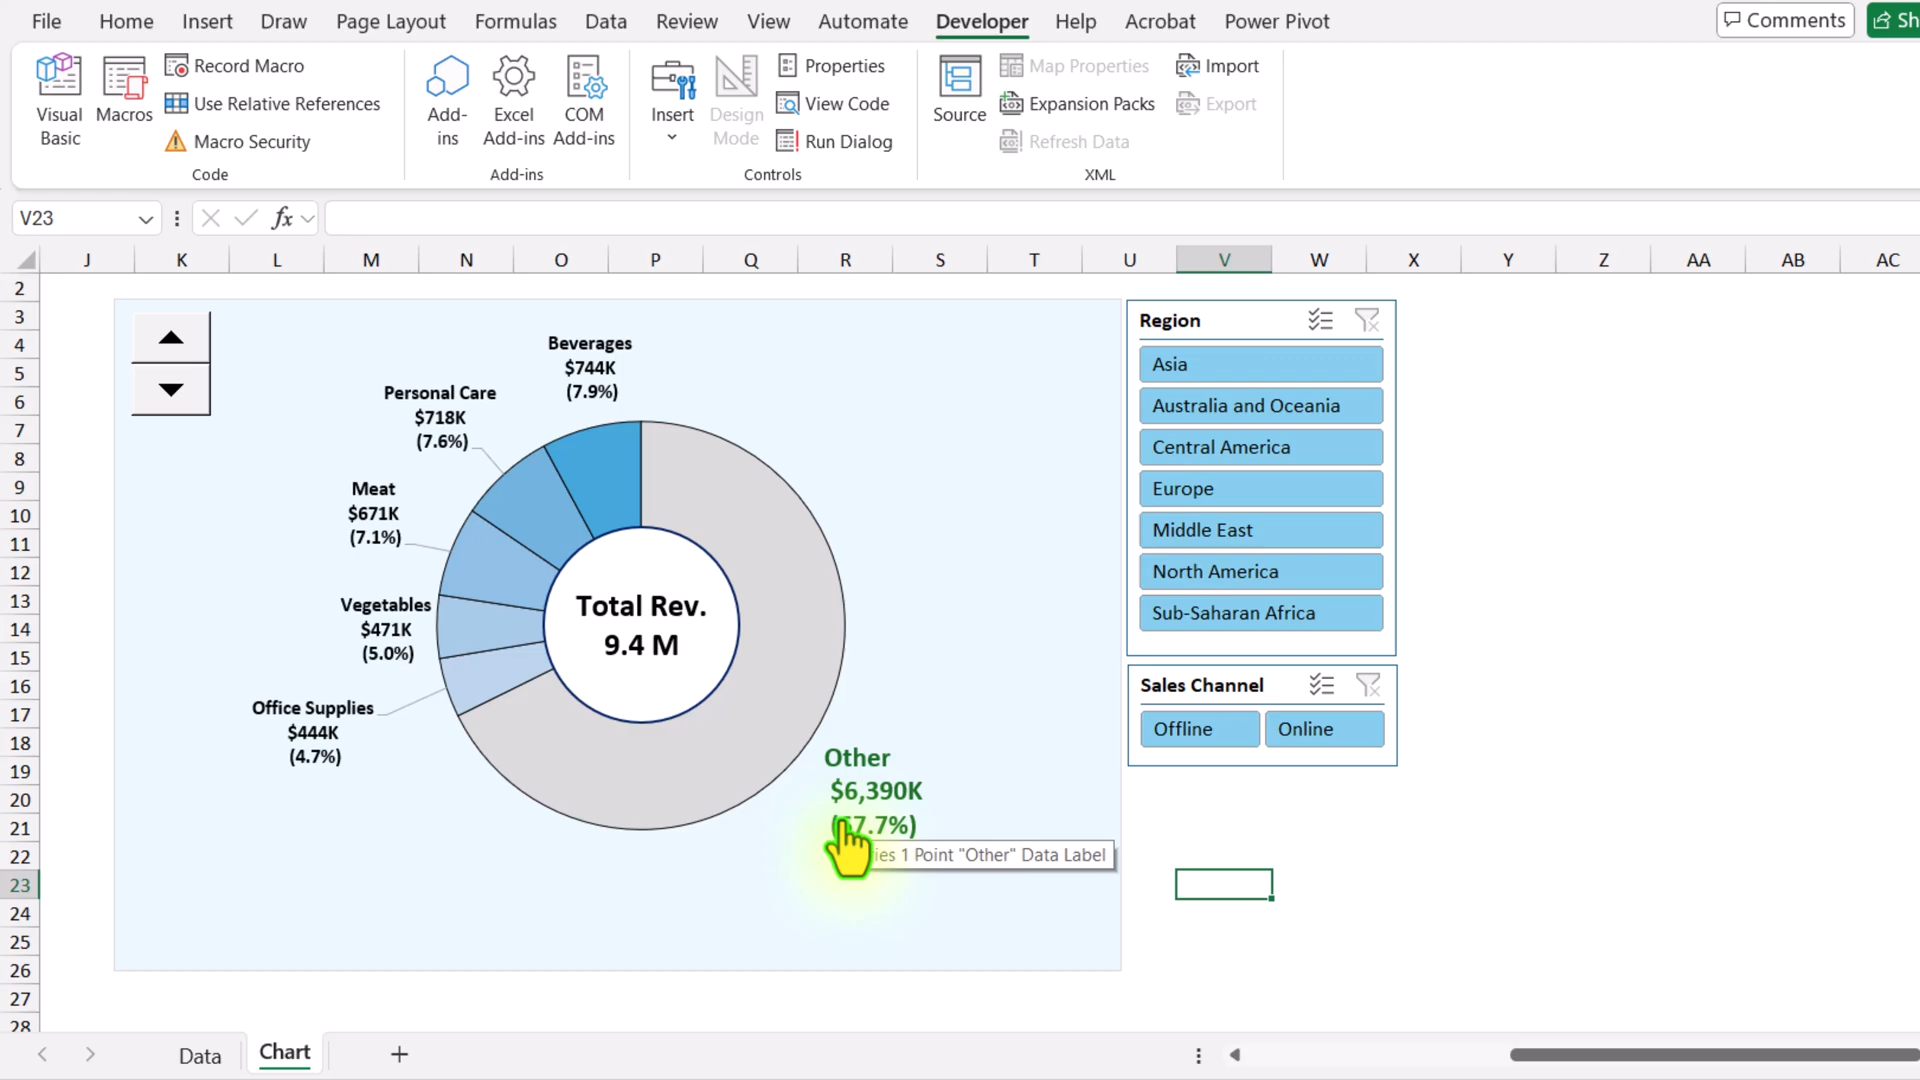 File Home Insert Draw Page Layout Formulas Data Review View Automate Developer Help Acrobat Power Pivot Comments
Visual Basic
Macros
Record Macro
Use Relative References
Macro Security
Code
Add-ins
Excel Add-ins
COM Add-ins
Add-ins
Insert
Design Mode
Properties
View Code
Run Dialog
Controls
Source
Map Properties
Expansion Packs
Refresh Data
Import
Export
XML
V23 fx
J K L M N O P Q R S T U V W X Y Z AA AB AC
2
3
4
5
6
7
8
9
10
11
12
13
14
15
16
17
18
19
20
21
22
23
24
25
26
27
28
Beverages
$744K
(7.9%)
Personal Care
$718K
(7.6%)
Meat
$671K
(7.1%)
Vegetables
$471K
(5.0%)
Office Supplies
$444K
(4.7%)
Total Rev.
9.4 M
Other
$6,390K
7.7%)
1 Point "Other" Data Label
Region
Asia
Australia and Oceania
Central America
Europe
Middle East
North America
Sub-Saharan Africa
Sales Channel
Offline Online
Data Chart